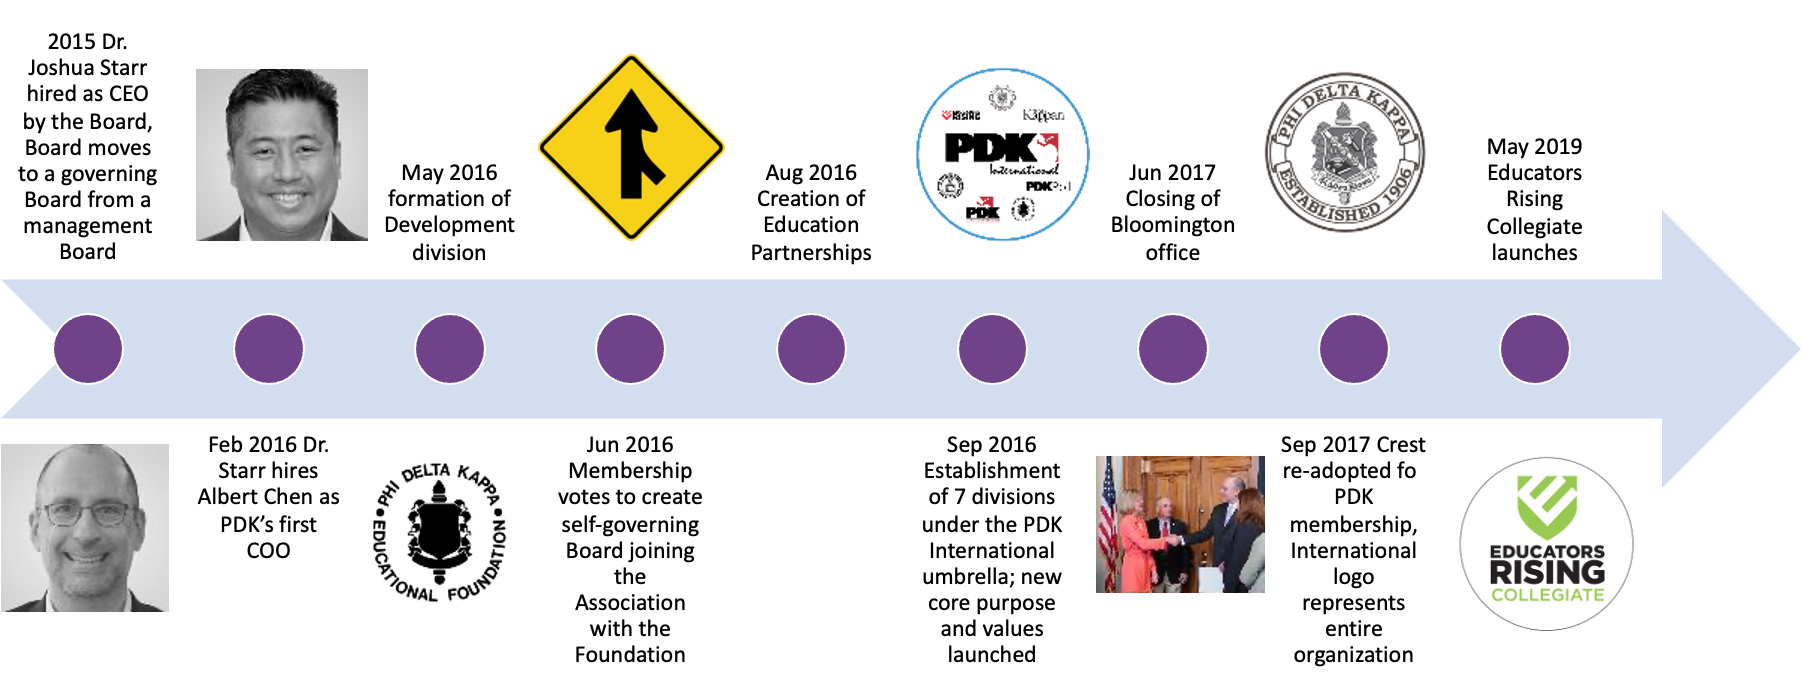 2015 Dr.
Joshua Starr
hired as CEO
by the Board,
Board moves
to a governing
Board from a
management
Board
Feb 2016 Dr.
Starr hires
Albert Chen as
PDK’s first
COO
May 2016
formation of
Development
division
PHI DELTA KAPPA
EDUCATIONAL FOUNDATION
Jun 2016
Membership
votes to create
self-governing
Board joining
the
Association
with the
Foundation
Aug 2016
Creation of
Education
Partnerships
Kappan
PDK
International
PDK
PDK
Sep 2016
Establishment
of 7 divisions
under the PDK
International
umbrella; new
core purpose
and values
launched
Jun 2017
Closing of
Bloomington
office
PHI DELTA KAPPA
ESTABLISHED 1906
Sep 2017 Crest
re-adopted fo
PDK
membership,
International
logo
represents
entire
organization
May 2019
Educators
Rising
Collegiate
launches
EDUCATORS
RISING
COLLEGIATE